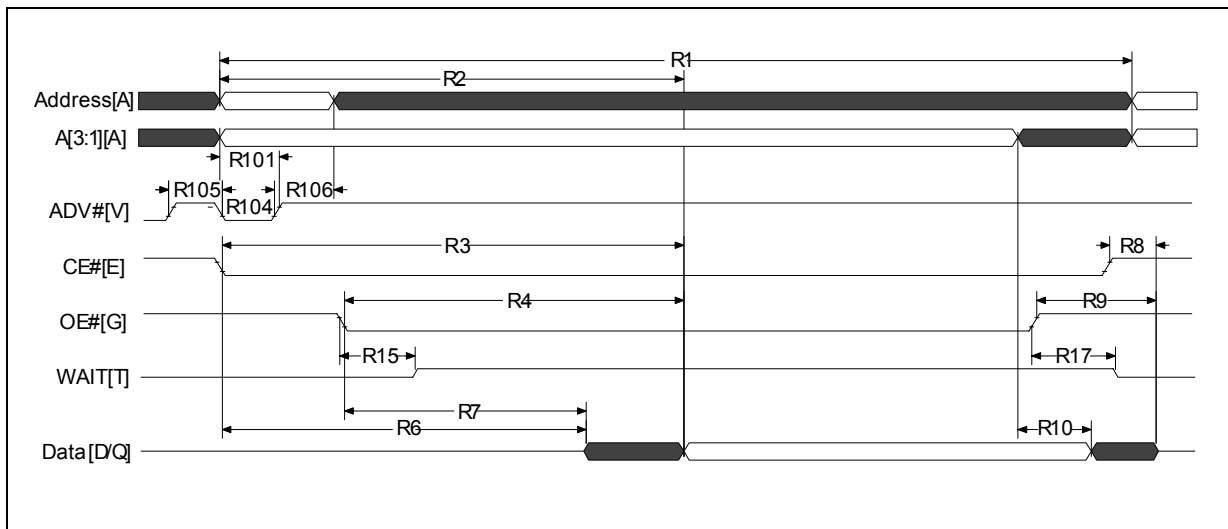 R1
R2
Address[A]
A[3:1][A]
R101
R105
R104
R106
ADV#[V]
R3
R8
CE#[E]
R4
R9
OE#[G]
R15
R17
WAIT[T]
R7
R6
R10
Data[D/Q]